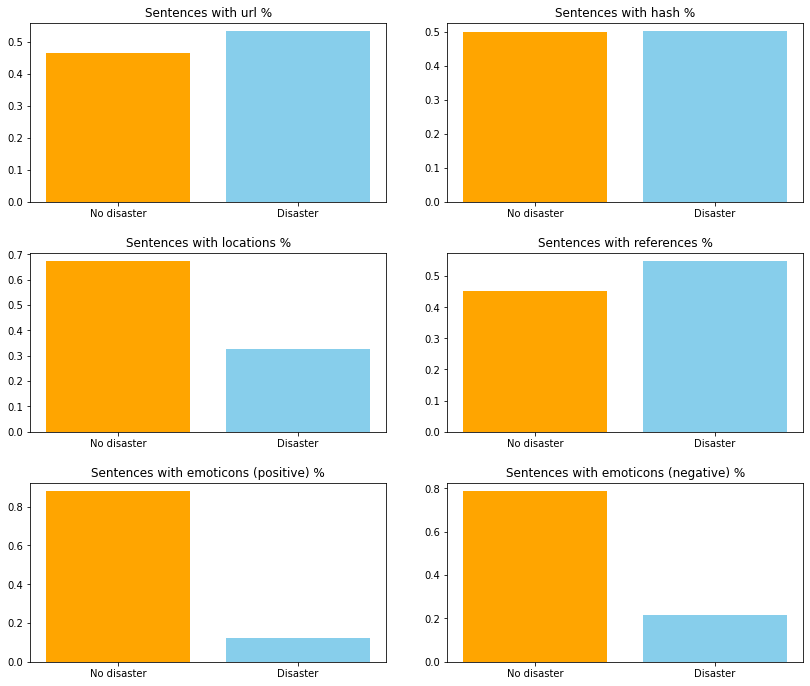 Sentences with url %
0.5
0.4
0.3
0.2
0.1
0.0
No disaster
Disaster
Sentences with hash %
0.5
0.4
0.3
0.2
0.1
0.0
No disaster
Disaster
Sentences with locations %
0.7
0.6
0.5
0.4
0.3
0.2
0.1
0.0
No disaster
Disaster
Sentences with references %
0.5
0.4
0.3
0.2
0.1
0.0
No disaster
Disaster
Sentences with emoticons (positive) %
0.8
0.6
0.4
0.2
0.0
No disaster
Disaster
Sentences with emoticons (negative) %
0.8
0.6
0.4
0.2
0.0
No disaster
Disaster